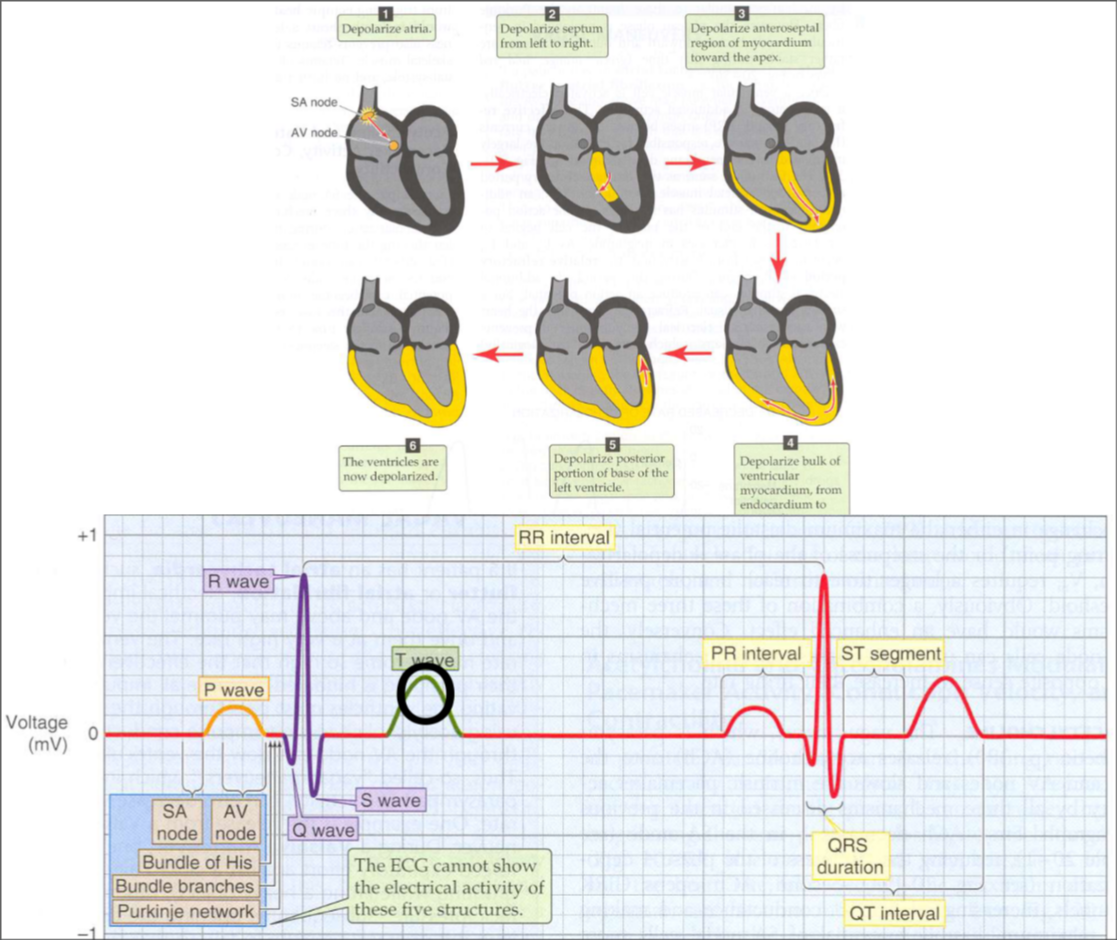 1
Depolarize atria.
2
Depolarize septum
from left to right.
3
Depolarize anteroseptal
region of myocardium
toward the apex.
SA node
AV node
6
The ventricles are
now depolarized.
5
Depolarize posterior
portion of base of the
left ventricle.
4
Depolarize bulk of
ventricular
myocardium, from
endocardium to
+1
RR interval
R wave
T wave
PR interval
ST segment
P wave
Voltage
(mV)
0
S wave
Q wave
SA
node
AV
node
Bundle of His
Bundle branches
Purkinje network
The ECG cannot show
the electrical activity of
these five structures.
QRS
duration
QT interval
−1